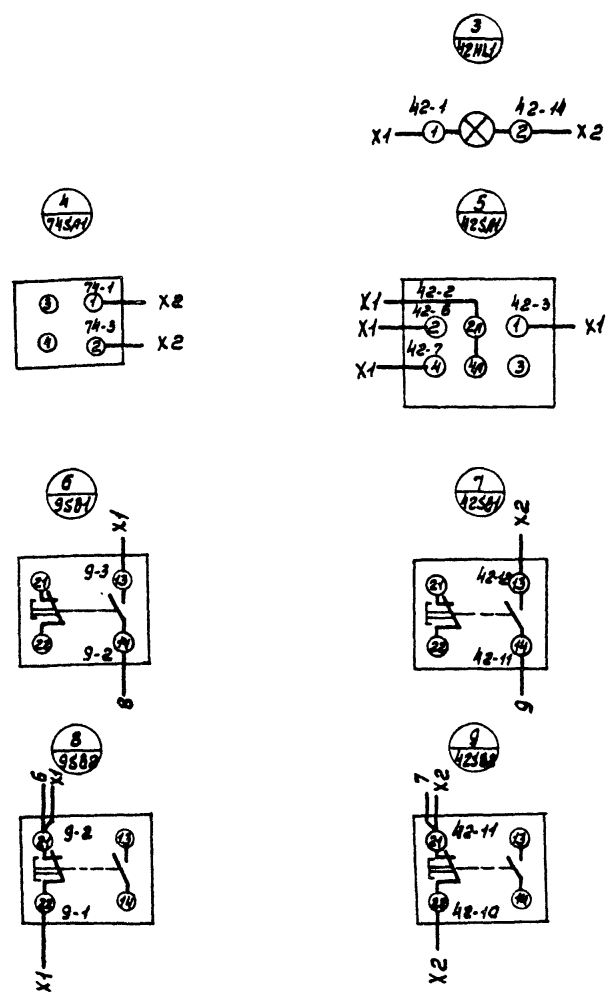 3
42HL1
42-1 42-14
X1 1 2 X2
4
74SA1
5
42SA1
74-1
3 1 X2
74-3
4 2 X2
X1 42-2
42-6 42-3
X1 2 21 1 X1
42-7
X1 4 41 3
6
9SB1
X1
9-3
21 13
22 14
9-2
8
7
42SB1
X2
42-12
21 13
22 14
42-11
9
8
9SB2
6 X1
9-2
21 13
22 14
9-1
X1
9
42SB2
7 X2
42-11
21 13
22 14
42-10
X2